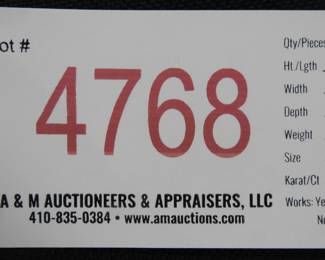 ot #
4768
A & M AUCTIONEERS & APPRAISERS, LLC
410-835-0384 • www.amauctions.com
Qty/Pieces
Ht./Lgth
Width
Depth
Weight
Size
Karat/Ct
Works: Ye
N